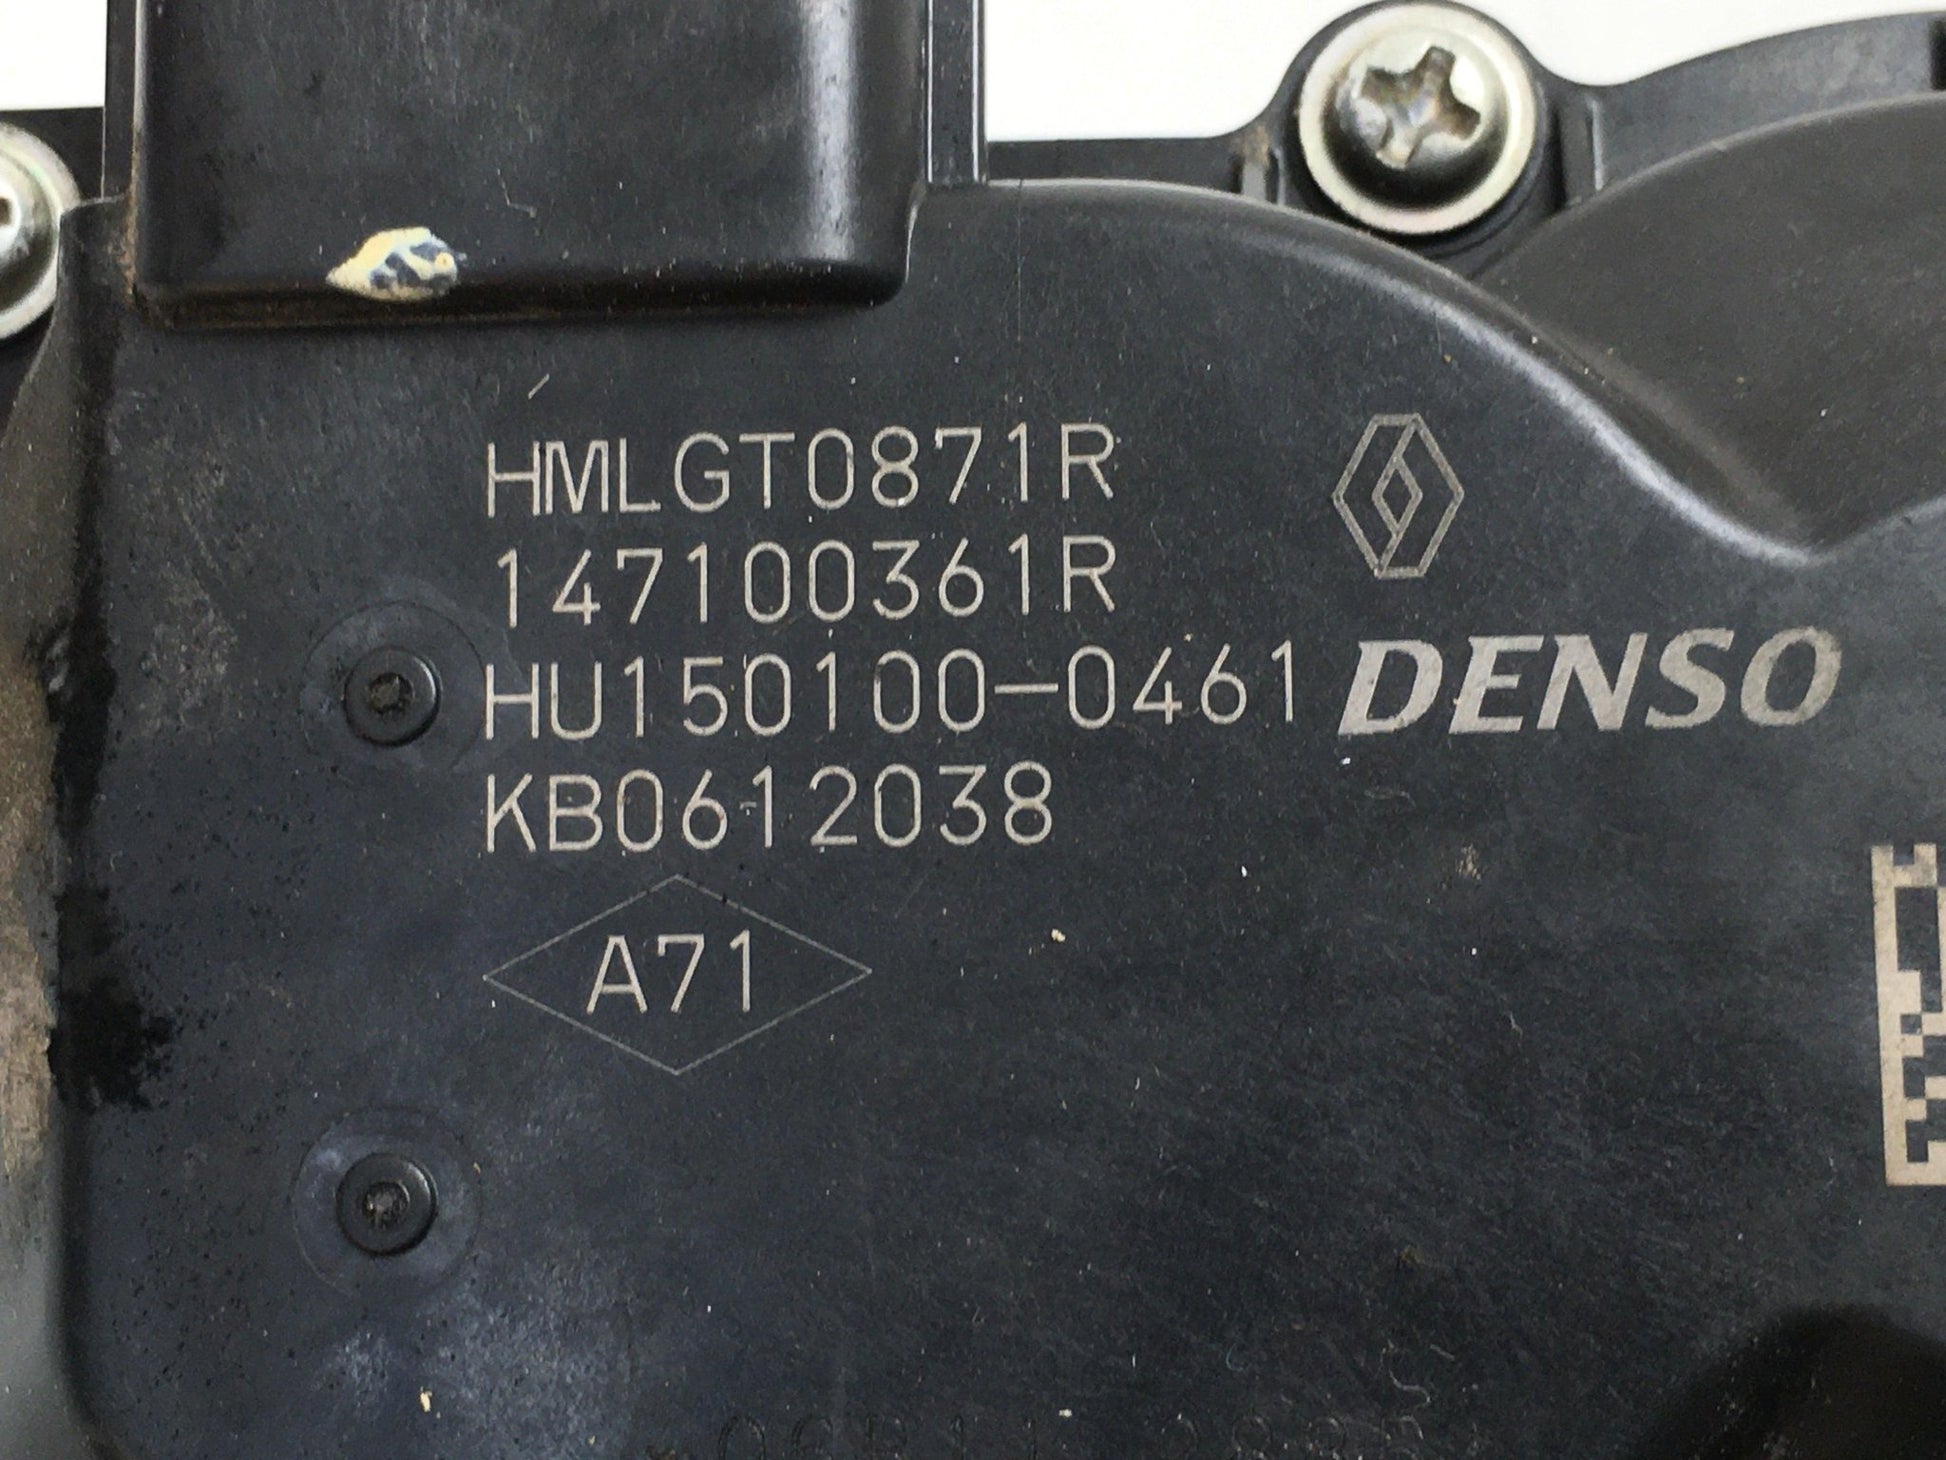 HMLGT0871R
147100361R
HU150100-0461 DENSO
KB0612038
A71